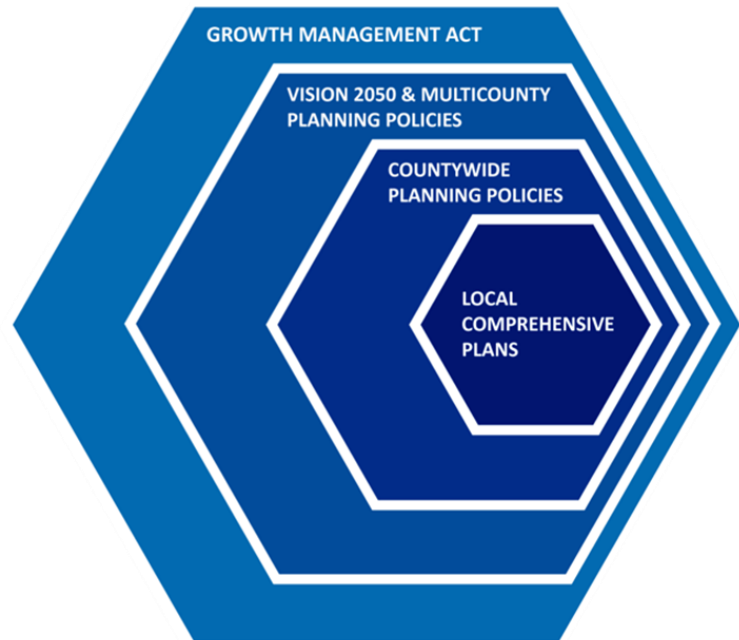 GROWTH MANAGEMENT ACT
VISION 2050 & MULTICOUNTY
PLANNING POLICIES
COUNTYWIDE
PLANNING POLICIES
LOCAL
COMPREHENSIVE
PLANS